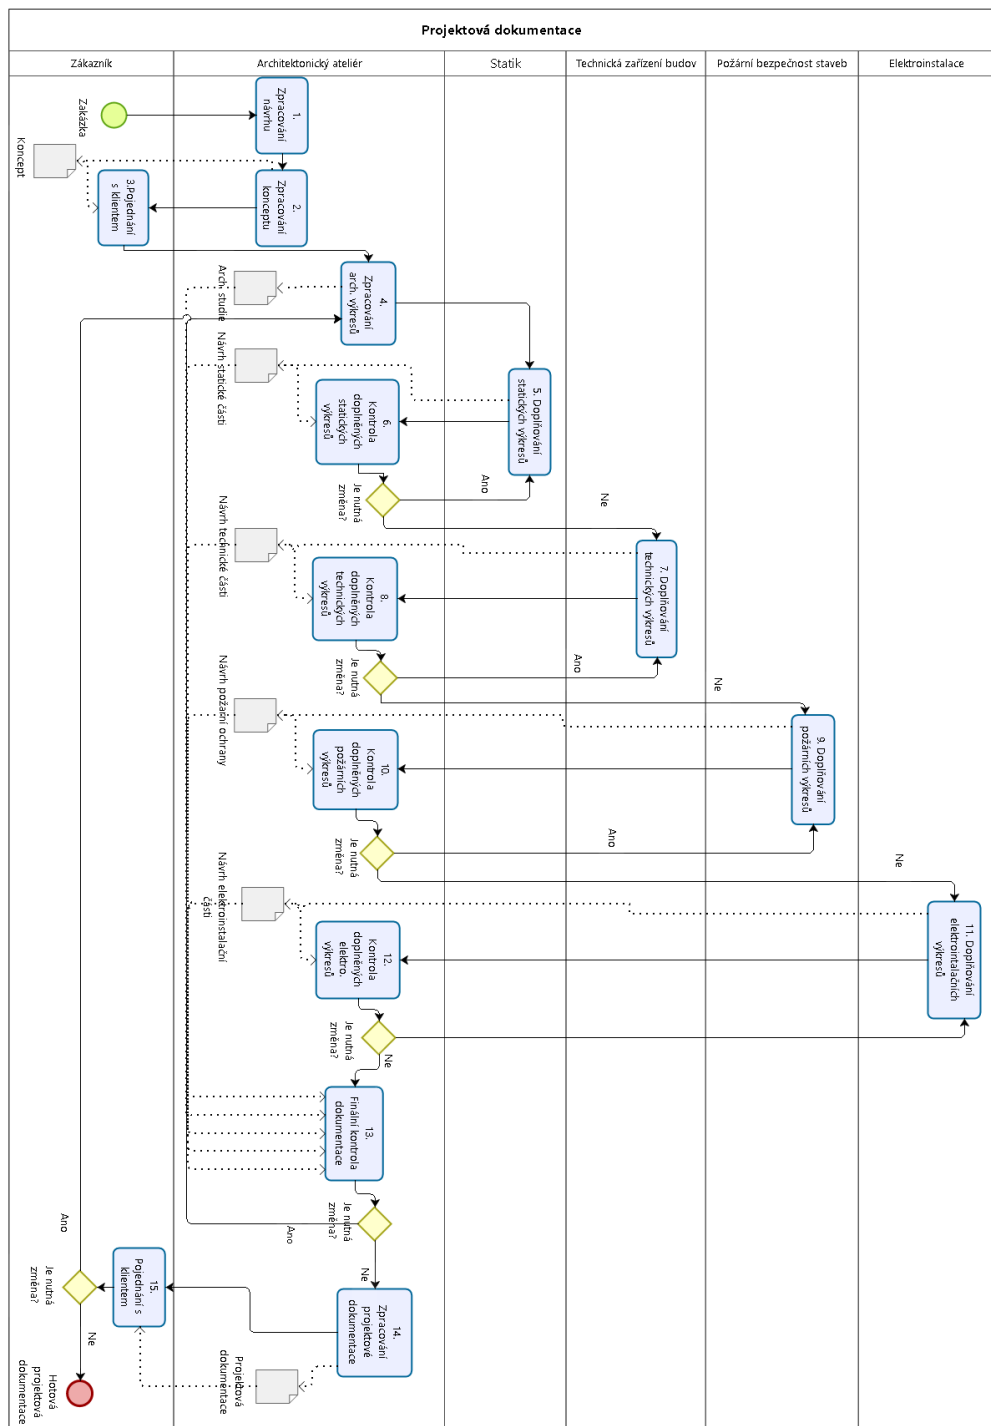 Projektová dokumentace
Zákazník
Architektonický ateliér
Statik
Technická zařízení budov
Požární bezpečnost staveb
Elektroinstalace
Zakázka
1.
Zpracování
návrhu
Koncept
2.
Zpracování
konceptu
3.Pojednání
s klientem
4.
Zpracování
arch. výkresů
Arch. studie
5. Doplňování
statických výkresů
Návrh statické části
6.
Kontrola
doplněných
statických
výkresů
Je nutná
změna?
Ano
Ne
7. Doplňování
technických výkresů
Návrh technické části
8.
Kontrola
doplněných
technických
výkresů
Je nutná
změna?
Ano
Ne
9. Doplňování
požárních výkresů
Návrh požární ochrany
10.
Kontrola
doplněných
požárních
výkresů
Je nutná
změna?
Ano
Ne
11. Doplňování
elektrointalačních
výkresů
Návrh elektroinstalační
části
12.
Kontrola
doplněných
elektro.
výkresů
Je nutná
změna?
Ne
13.
Finální kontrola
dokumentace
Je nutná
změna?
Ano
Ne
14.
Zpracování
projektové
dokumentace
Projektová
dokumentace
15.
Pojednání s
klientem
Je nutná
změna?
Ano
Ne
Hotová
projektová
dokumentace